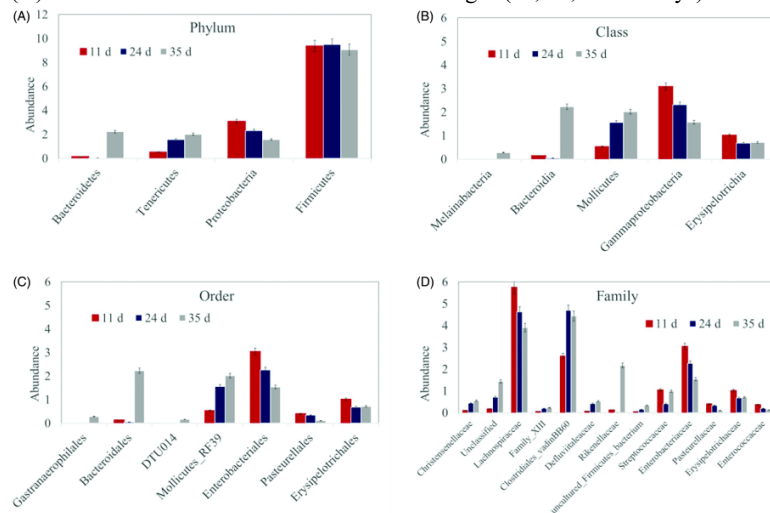 (A)
Phylum
11 d 24 d 35 d
Abundance
12
10
8
6
4
2
0
Bacteroidetes
Tenericutes
Proteobacteria
Firmicutes
(B)
Class
11 d 24 d 35 d
Abundance
6
5
4
3
2
1
0
Melainabacteria
Bacteroidia
Mollicutes
Gammaproteobacteria
Erysipelotrichia
(C)
Order
11 d 24 d 35 d
Abundance
6
5
4
3
2
1
0
Gastranaerophilales
Bacteroidales
DTU014
Mollicutes_RF39
Enterobacteriales
Pasteurellales
Erysipelotrichales
(D)
Family
11 d 24 d 35 d
Abundance
6
5
4
3
2
1
0
Christensenellaceae
Unclassified
Lachnospiraceae
Family_XIII
Clostridiales_vadinBB60
Defluviitaleaceae
Rikenellaceae
uncultured_Firmicutes_bacterium
Streptococcaceae
Enterobacteriaceae
Pasteurellaceae
Erysipelotrichaceae
Enterococcaceae